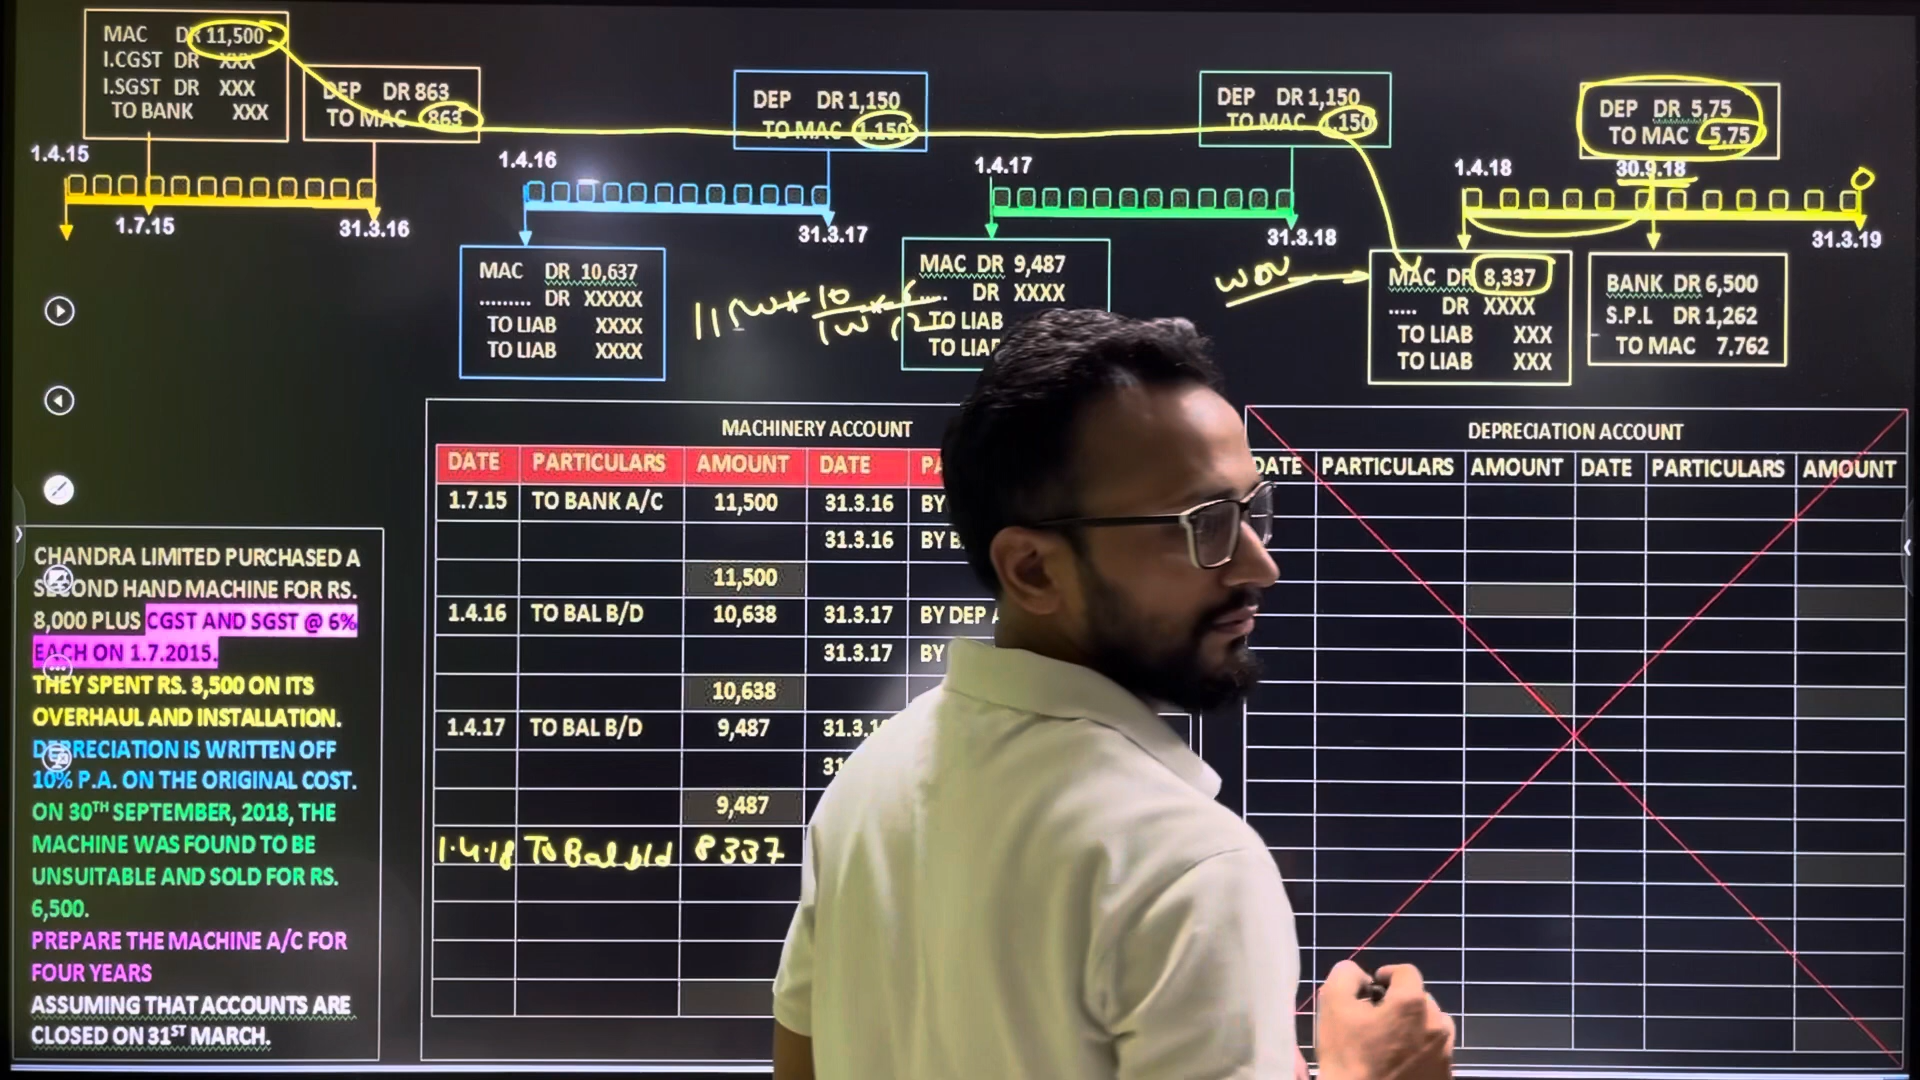 MAC DR 11,500
I.CGST DR XXX
I.SGST DR XXX
TO BANK XXX
DEP DR 863
TO MAC 863
DEP DR 1,150
TO MAC 1,150
DEP DR 1,150
TO MAC 1,150
DEP DR 5,75
TO MAC 5,75
1.4.15
1.7.15
31.3.16
1.4.16
31.3.17
1.4.17
31.3.18
1.4.18
30.9.18
31.3.19
MAC DR 10,637
.......... DR XXXXX
TO LIAB XXXX
TO LIAB XXXX
MAC DR 9,487
.... DR XXXX
TO LIAB
TO LIAB
WDV
MAC DR 8,337
..... DR XXXX
TO LIAB XXX
TO LIAB XXX
BANK DR 6,500
S.P.L DR 1,262
TO MAC 7,762
CHANDRA LIMITED PURCHASED A
SECOND HAND MACHINE FOR RS.
8,000 PLUS CGST AND SGST @ 6%
EACH ON 1.7.2015.
THEY SPENT RS. 3,500 ON ITS
OVERHAUL AND INSTALLATION.
DEPRECIATION IS WRITTEN OFF
10% P.A. ON THE ORIGINAL COST.
ON 30TH SEPTEMBER, 2018, THE
MACHINE WAS FOUND TO BE
UNSUITABLE AND SOLD FOR RS.
6,500.
PREPARE THE MACHINE A/C FOR
FOUR YEARS
ASSUMING THAT ACCOUNTS ARE
CLOSED ON 31ST MARCH.
MACHINERY ACCOUNT
DATE PARTICULARS AMOUNT DATE
1.7.15 TO BANK A/C 11,500 31.3.16 BY
31.3.16 BY
11,500
1.4.16 TO BAL B/D 10,638 31.3.17 BY DEP
31.3.17 BY
10,638
1.4.17 TO BAL B/D 9,487
9,487
1.4.18 To Bal b/d 8337
DEPRECIATION ACCOUNT
DATE PARTICULARS AMOUNT DATE PARTICULARS AMOUNT